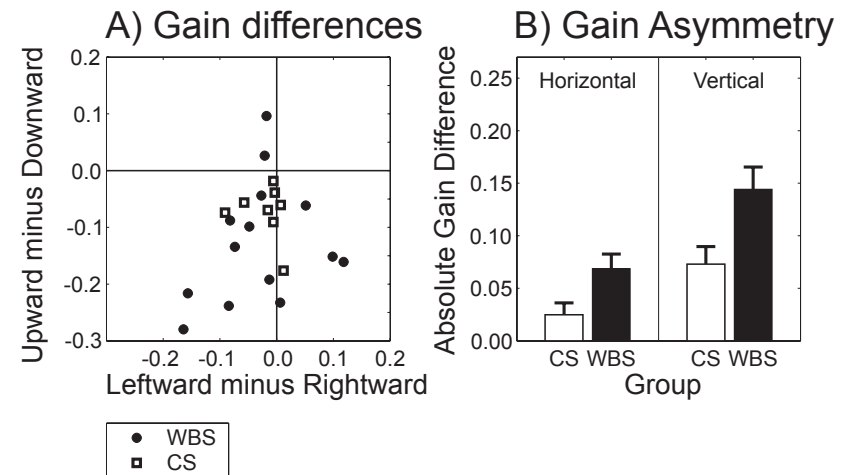 A) Gain differences
Upward minus Downward
0.2
0.1
0.0
-0.1
-0.2
-0.3
-0.2 -0.1 0.0 0.1 0.2
Leftward minus Rightward
WBS
CS
B) Gain Asymmetry
Absolute Gain Difference
0.25
0.20
0.15
0.10
0.05
0.00
Horizontal Vertical
CS WBS CS WBS
Group